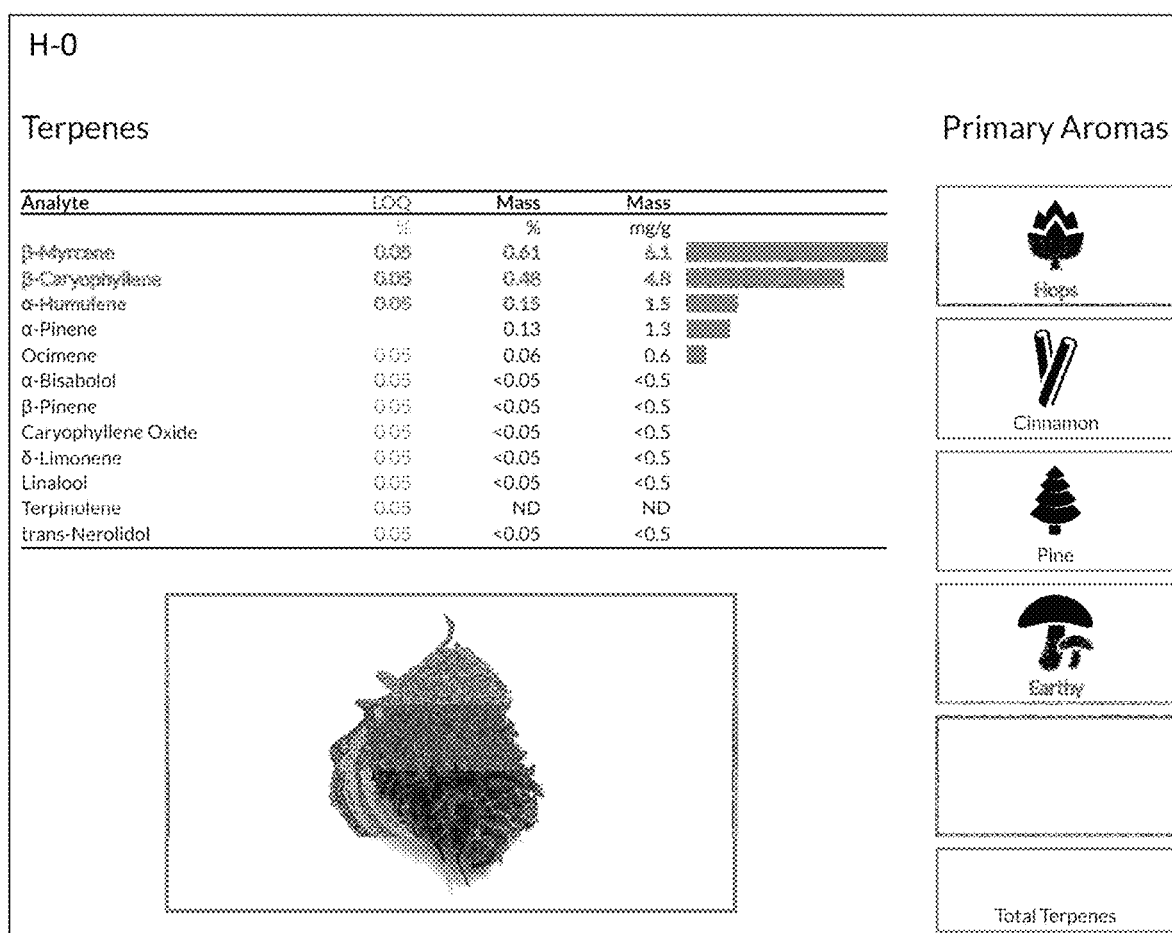 H-0
Terpenes
Analyte LOQ Mass Mass
% % mg/g
β-Myrcene 0.05 0.61 6.1
β-Caryophyllene 0.05 0.48 4.8
α-Humulene 0.05 0.15 1.5
α-Pinene 0.13 1.3
Ocimene 0.05 0.06 0.6
α-Bisabolol 0.05 <0.05 <0.5
β-Pinene 0.05 <0.05 <0.5
Caryophyllene Oxide 0.05 <0.05 <0.5
δ-Limonene 0.05 <0.05 <0.5
Linalool 0.05 <0.05 <0.5
Terpinolene 0.05 ND ND
trans-Nerolidol 0.05 <0.05 <0.5
Primary Aromas
Hops
Cinnamon
Pine
Earthy
Total Terpenes